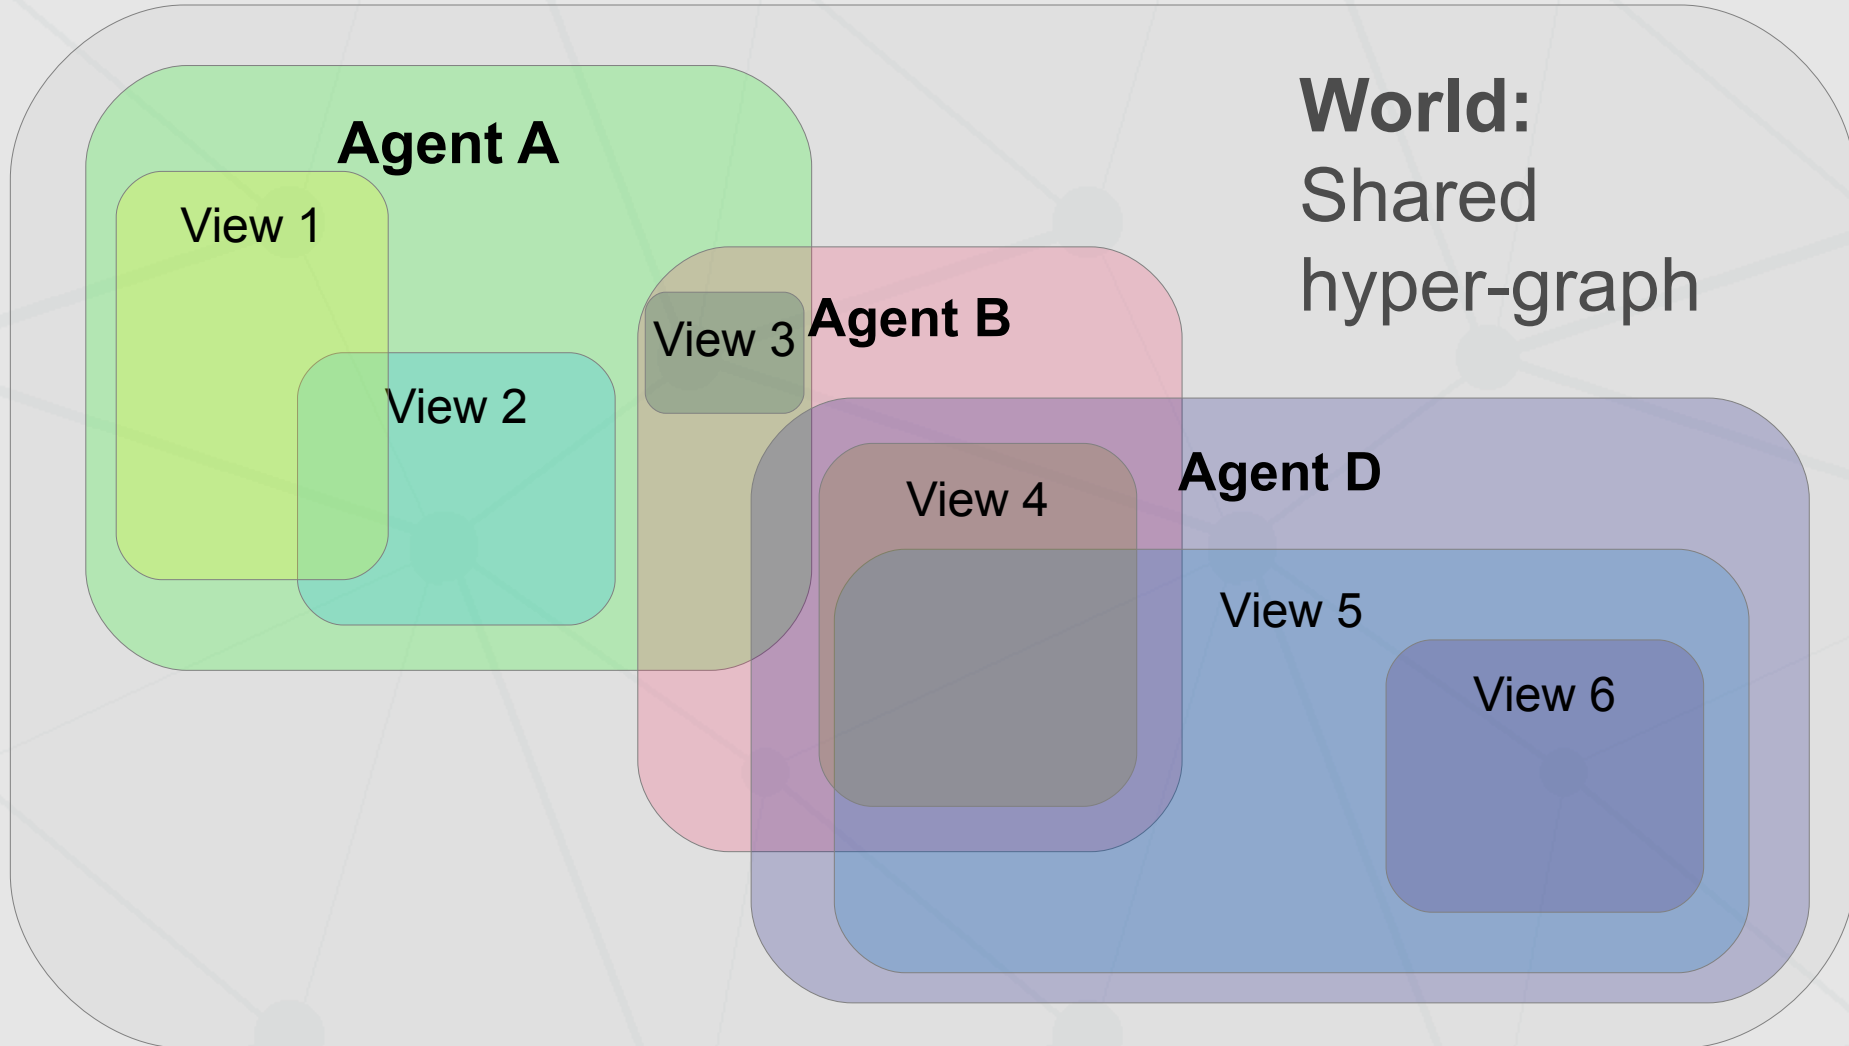 World:
Shared
hyper-graph
Agent A
View 1
View 2
View 3
Agent B
View 4
Agent D
View 5
View 6